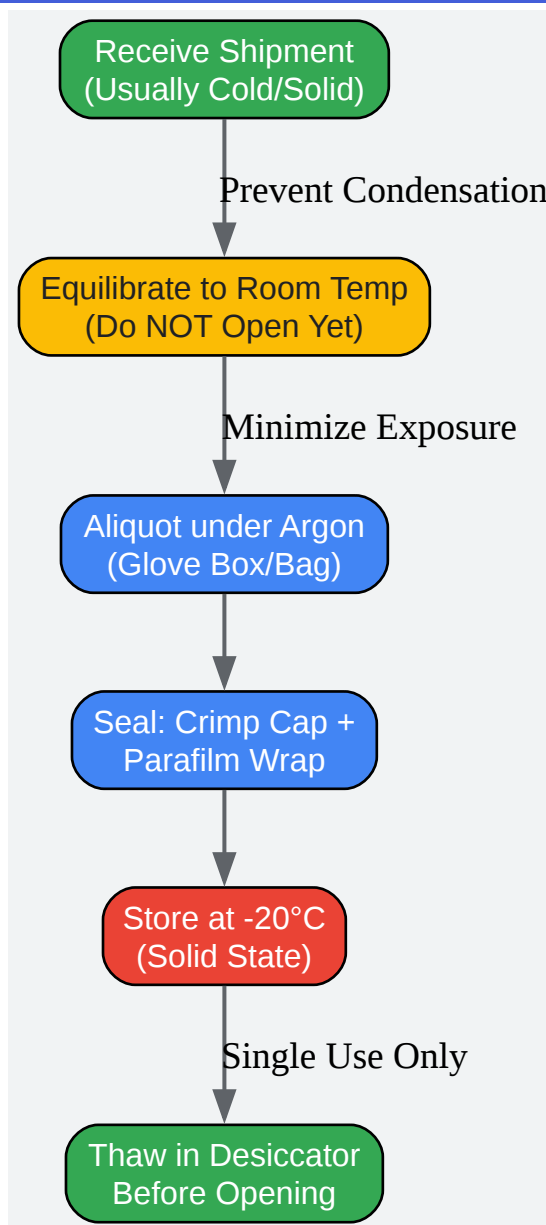 Receive Shipment
(Usually Cold/Solid)
Prevent Condensation
Equilibrate to Room Temp
(Do NOT Open Yet)
Minimize Exposure
Aliquot under Argon
(Glove Box/Bag)
Seal: Crimp Cap +
Parafilm Wrap
Store at -20°C
(Solid State)
Single Use Only
Thaw in Desiccator
Before Opening